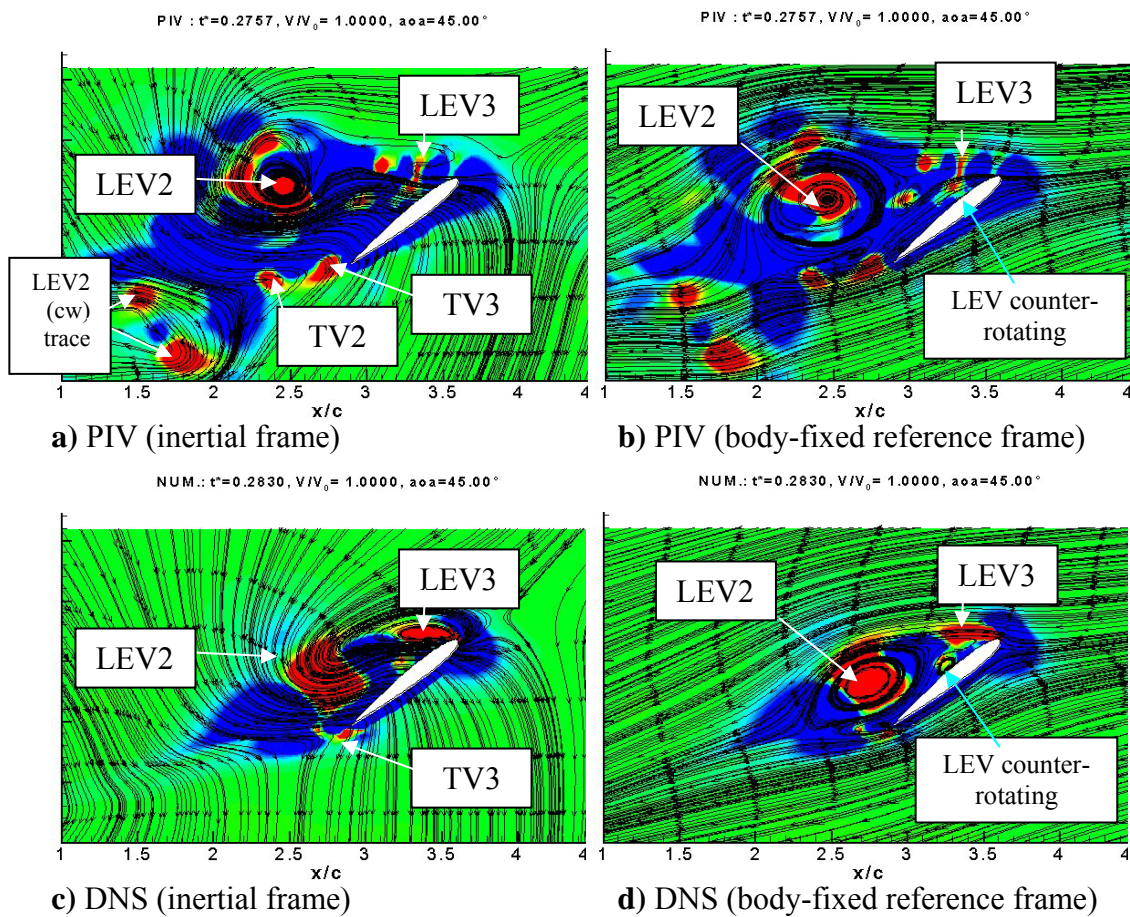 PIV : t*=0.2757, V/V₀= 1.0000, aoa=45.00°
LEV3
LEV2
LEV2
(cw)
trace
TV2
TV3
1 1.5 2 2.5 3 3.5 4
x/c
a) PIV (inertial frame)
PIV : t*=0.2757, V/V₀= 1.0000, aoa=45.00°
LEV3
LEV2
LEV counter-
rotating
1 1.5 2 2.5 3 3.5 4
x/c
b) PIV (body-fixed reference frame)
NUM.: t*=0.2830, V/V₀= 1.0000, aoa=45.00°
LEV3
LEV2
TV3
1 1.5 2 2.5 3 3.5 4
x/c
c) DNS (inertial frame)
NUM.: t*=0.2830, V/V₀= 1.0000, aoa=45.00°
LEV3
LEV2
LEV counter-
rotating
1 1.5 2 2.5 3 3.5 4
x/c
d) DNS (body-fixed reference frame)